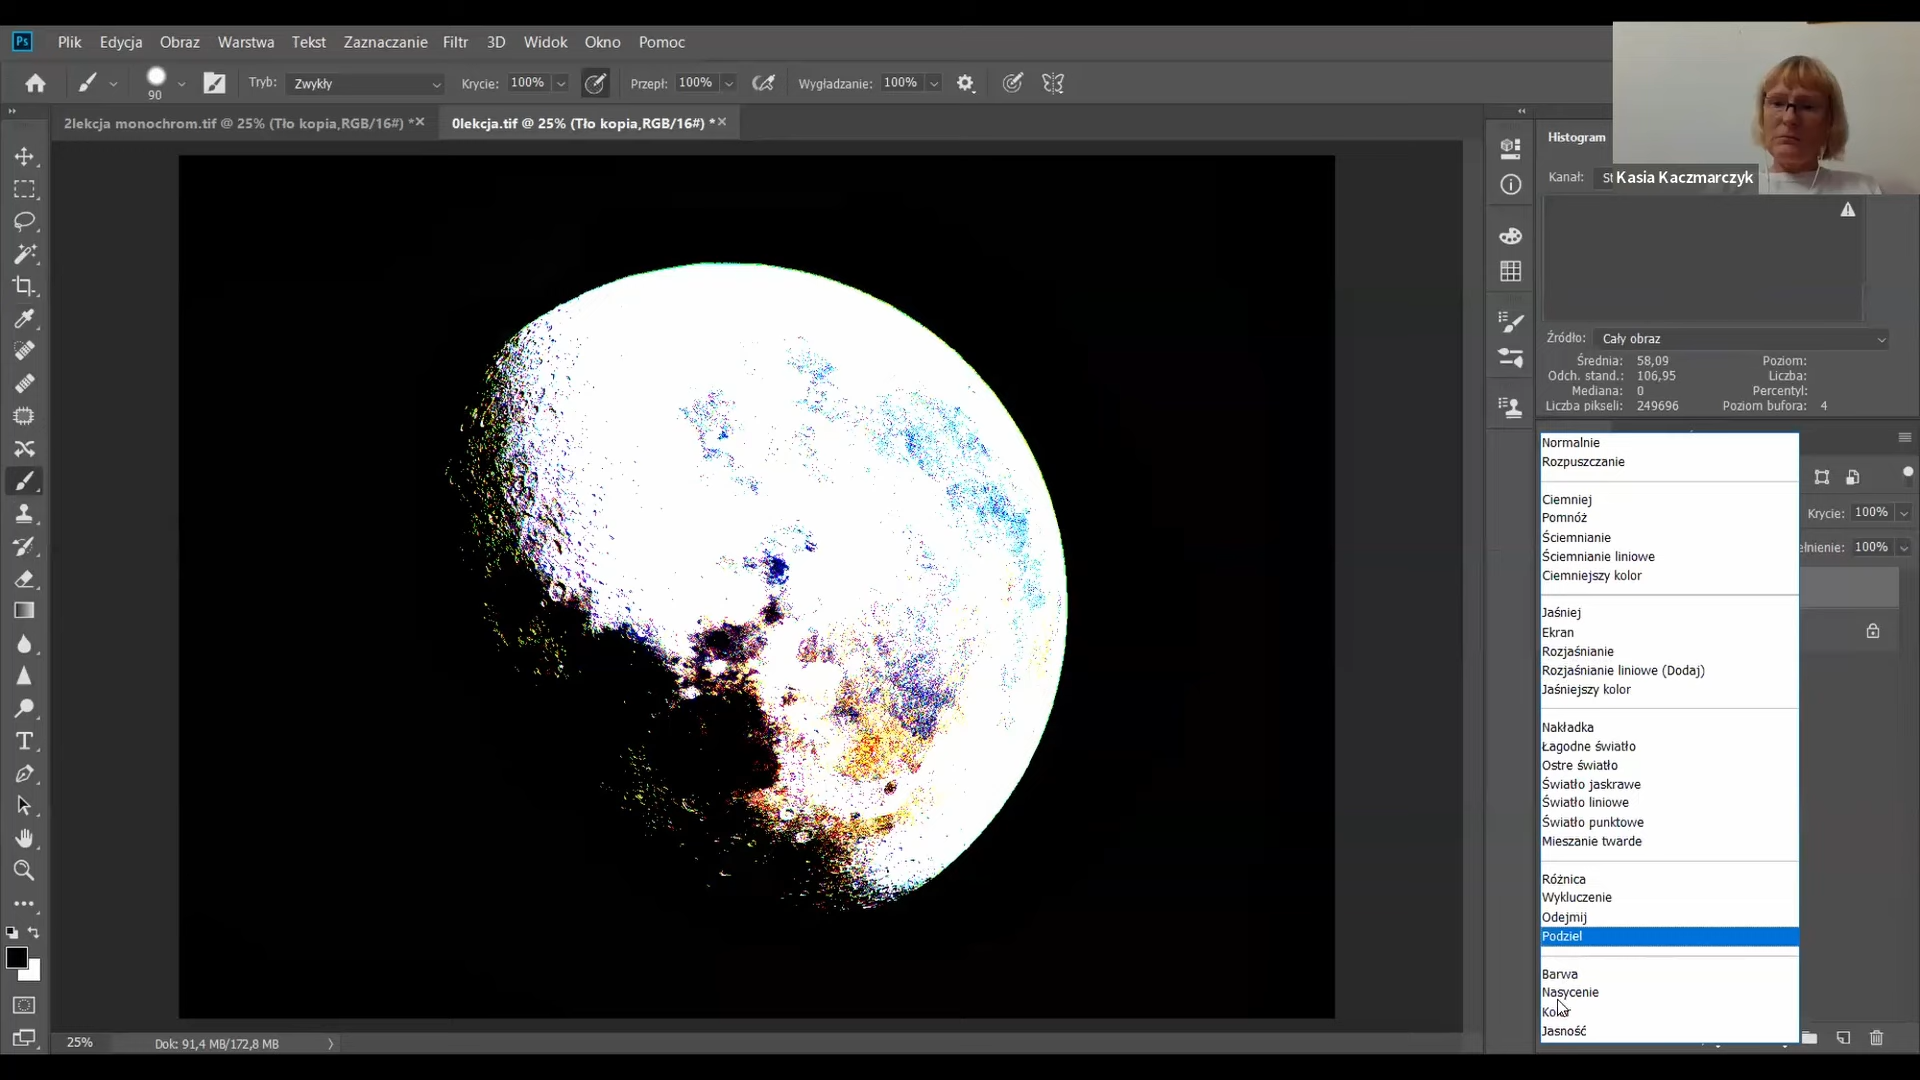 Ps Plik Edycja Obraz Warstwa Tekst Zaznaczanie Filtr 3D Widok Okno Pomoc
90 Tryb: Zwykły Krycie: 100% Przepł: 100% Wygładzanie: 100%
2lekcja monochrom.tif @ 25% (Tło kopia,RGB/16#) * 0lekcja.tif @ 25% (Tło kopia,RGB/16#) *
Histogram
Kanał:
Kasia Kaczmarczyk
Źródło: Cały obraz
Średnia: 58,09 Poziom:
Odch. stand.: 106,95 Liczba:
Mediana: 0 Percentyl:
Liczba pikseli: 249696 Poziom bufora: 4
Normalnie
Rozpuszczanie
Ciemniej
Pomnóż
Krycie: 100%
Ściemnianie
Ściemnianie liniowe
100%
Ciemniejszy kolor
Jaśniej
Ekran
Rozjaśnianie
Rozjaśnianie liniowe (Dodaj)
Jaśniejszy kolor
Nakładka
Łagodne światło
Ostre światło
Światło jaskrawe
Światło liniowe
Światło punktowe
Mieszanie twarde
Różnica
Wykluczenie
Odejmij
Podziel
Barwa
Nasycenie
Kolor
Jasność
25% Dok: 91,4 MB/172,8 MB